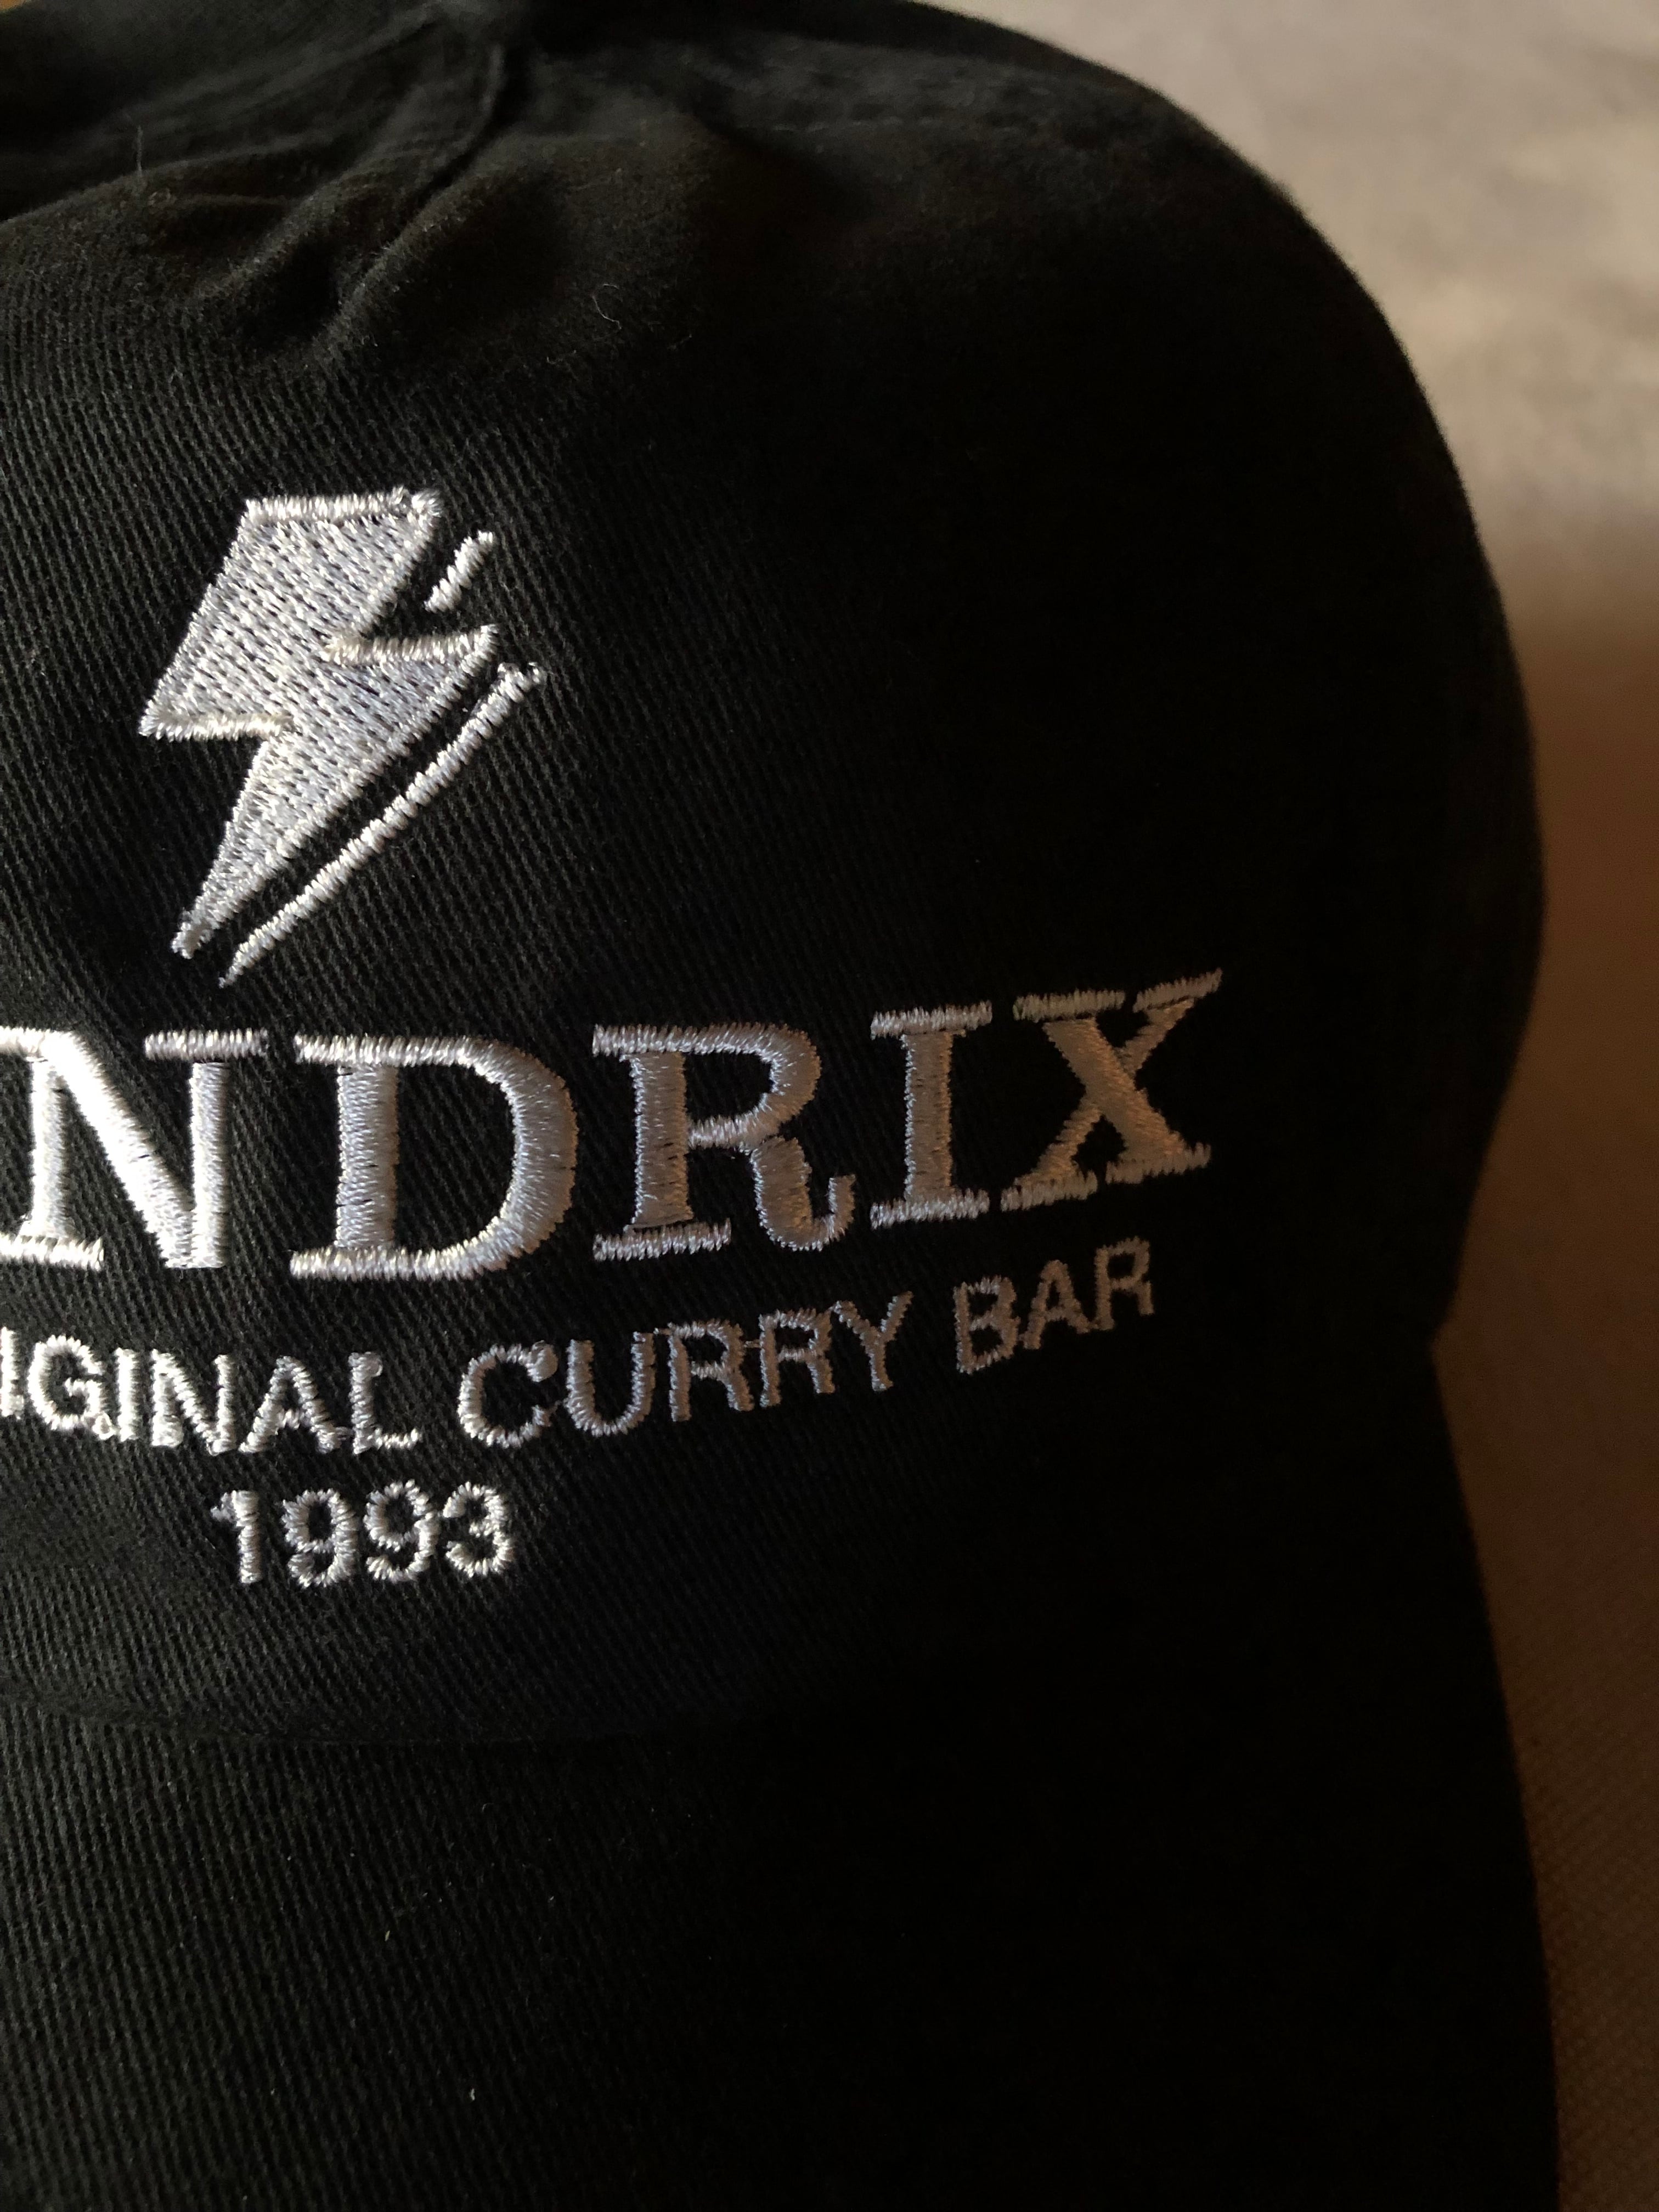 NDRIX
IGINAL CURRY BAR
1993